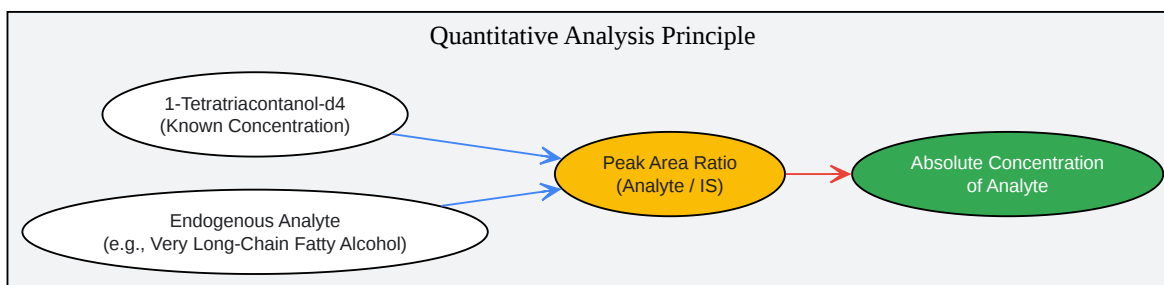 Quantitative Analysis Principle
1-Tetratriacontanol-d4
(Known Concentration)
Endogenous Analyte
(e.g., Very Long-Chain Fatty Alcohol)
Peak Area Ratio
(Analyte / IS)
Absolute Concentration
of Analyte